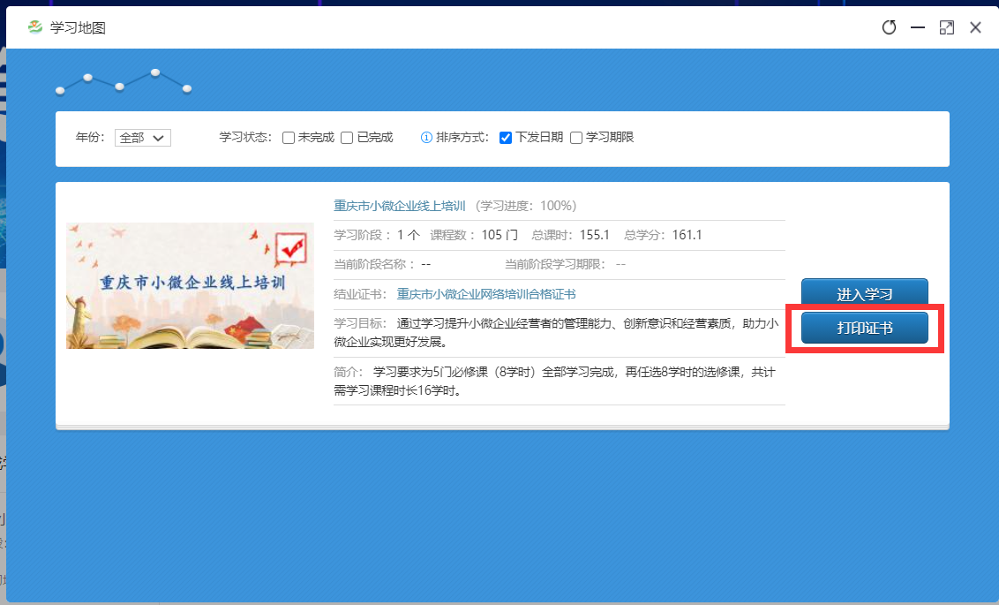 学习地图
年份： 全部
学习状态： 未完成 已完成
排序方式： 下发日期 学习期限
重庆市小微企业线上培训 （学习进度：100%）
学习阶段： 1 个 课程数： 105 门 总课时： 155.1 总学分： 161.1
当前阶段名称： -- 当前阶段学习期限： --
结业证书： 重庆市小微企业网络培训合格证书
学习目标： 通过学习提升小微企业经营者的管理能力、创新意识和经营素质，助力小
微企业实现更好发展。
简介： 学习要求为5门必修课（8学时）全部学习完成，再任选8学时的选修课，共计
需学习课程时长16学时。
重庆市小微企业线上培训
进入学习
打印证书